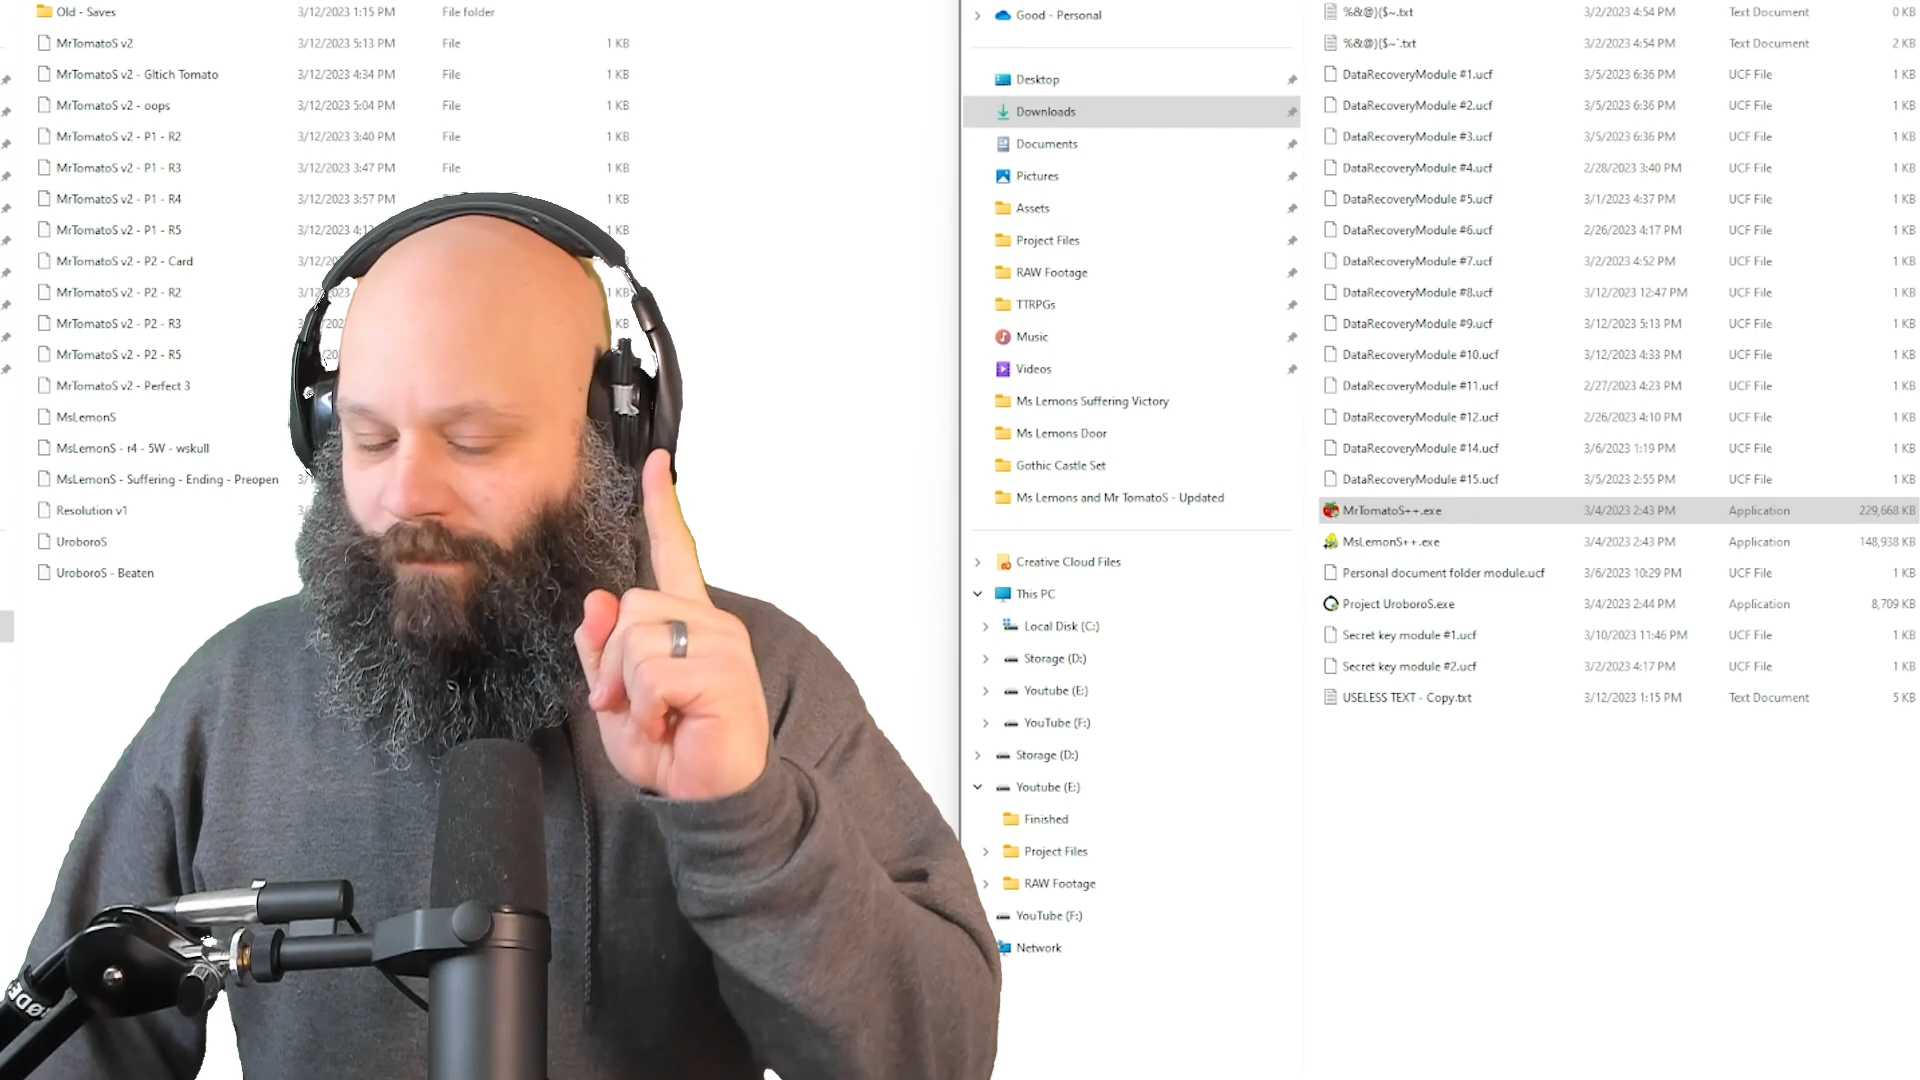 Old - Saves 3/12/2023 1:15 PM File folder
MrTomatoS v2 3/12/2023 5:13 PM File 1 KB
MrTomatoS v2 - Gltich Tomato 3/12/2023 4:34 PM File 1 KB
MrTomatoS v2 - oops 3/12/2023 5:04 PM File 1 KB
MrTomatoS v2 - P1 - R2 3/12/2023 3:40 PM File 1 KB
MrTomatoS v2 - P1 - R3 3/12/2023 3:47 PM File 1 KB
MrTomatoS v2 - P1 - R4 3/12/2023 3:57 PM File 1 KB
MrTomatoS v2 - P1 - R5 3/12/2023 1 KB
MrTomatoS v2 - P2 - Card 3/12/20 1 KB
MrTomatoS v2 - P2 - R2 1 KB
MrTomatoS v2 - P2 - R3 KB
MrTomatoS v2 - P2 - R5
MrTomatoS v2 - Perfect 3
MsLemonS
MsLemonS - r4 - 5W - wskull
MsLemonS - Suffering - Ending - Preopen
Resolution v1
UroboroS
UroboroS - Beaten
Good - Personal
Desktop
Downloads
Documents
Pictures
Assets
Project Files
RAW Footage
TTRPGs
Music
Videos
Ms Lemons Suffering Victory
Ms Lemons Door
Gothic Castle Set
Ms Lemons and Mr TomatoS - Updated
Creative Cloud Files
This PC
Local Disk (C:)
Storage (D:)
Youtube (E:)
YouTube (F:)
Storage (D:)
Youtube (E:)
Finished
Project Files
RAW Footage
YouTube (F:)
Network
%&@}{$~.txt 3/2/2023 4:54 PM Text Document 0 KB
%&@}{$~¨.txt 3/2/2023 4:54 PM Text Document 2 KB
DataRecoveryModule #1.ucf 3/5/2023 6:36 PM UCF File 1 KB
DataRecoveryModule #2.ucf 3/5/2023 6:36 PM UCF File 1 KB
DataRecoveryModule #3.ucf 3/5/2023 6:36 PM UCF File 1 KB
DataRecoveryModule #4.ucf 2/28/2023 3:40 PM UCF File 1 KB
DataRecoveryModule #5.ucf 3/1/2023 4:37 PM UCF File 1 KB
DataRecoveryModule #6.ucf 2/26/2023 4:17 PM UCF File 1 KB
DataRecoveryModule #7.ucf 3/2/2023 4:52 PM UCF File 1 KB
DataRecoveryModule #8.ucf 3/12/2023 12:47 PM UCF File 1 KB
DataRecoveryModule #9.ucf 3/12/2023 5:13 PM UCF File 1 KB
DataRecoveryModule #10.ucf 3/12/2023 4:33 PM UCF File 1 KB
DataRecoveryModule #11.ucf 2/27/2023 4:23 PM UCF File 1 KB
DataRecoveryModule #12.ucf 2/26/2023 4:10 PM UCF File 1 KB
DataRecoveryModule #14.ucf 3/6/2023 1:19 PM UCF File 1 KB
DataRecoveryModule #15.ucf 3/5/2023 2:55 PM UCF File 1 KB
MrTomatoS++.exe 3/4/2023 2:43 PM Application 229,668 KB
MsLemonS++.exe 3/4/2023 2:43 PM Application 148,938 KB
Personal document folder module.ucf 3/6/2023 10:29 PM UCF File 1 KB
Project UroboroS.exe 3/4/2023 2:44 PM Application 8,709 KB
Secret key module #1.ucf 3/10/2023 11:46 PM UCF File 1 KB
Secret key module #2.ucf 3/2/2023 4:17 PM UCF File 1 KB
USELESS TEXT - Copy.txt 3/12/2023 1:15 PM Text Document 5 KB
RØDE